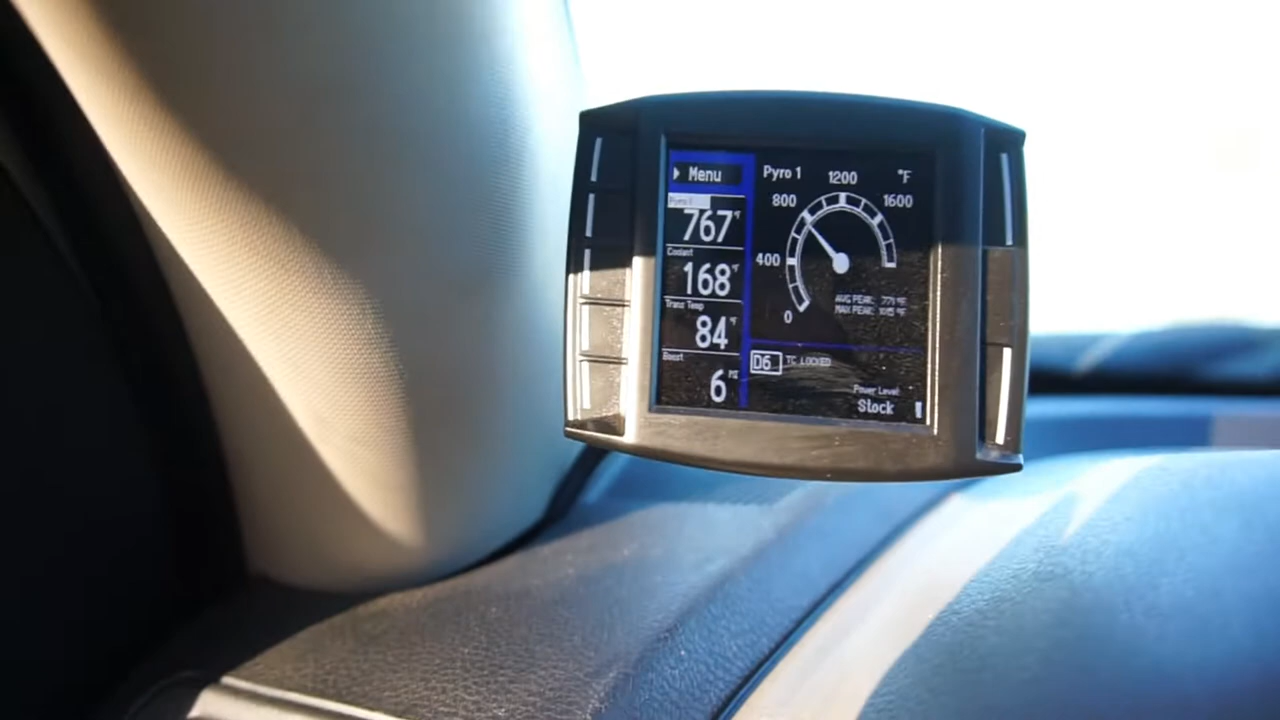 Menu
Pyro 1
767 °F
Coolant
168 °F
Trans Temp
84 °F
Boost
6
Pyro 1
1200
°F
800
1600
400
0
AVG PEAK: 771 °F
MAX PEAK: °F
D6 TC LOCKED
Power Level:
Stock